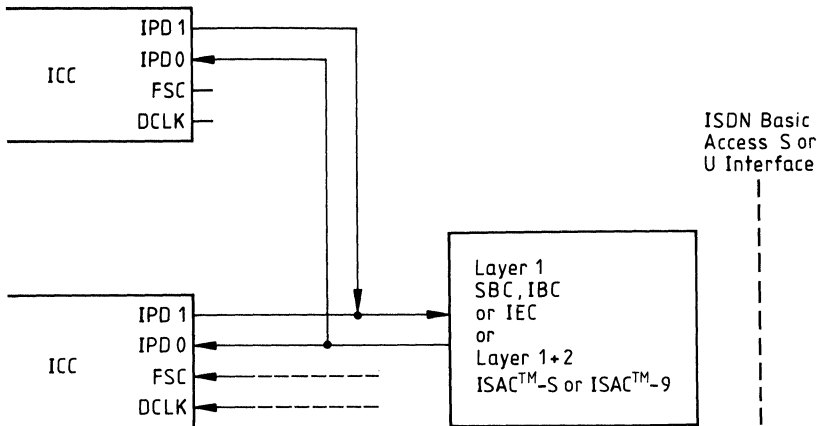 IPD 1
IPD 0
ICC
FSC
DCLK
ISDN Basic
Access S or
U Interface
Layer 1
SBC, IBC
or IEC
or
Layer 1+2
ISAC™-S or ISAC™-9
IPD 1
IPD 0
ICC
FSC
DCLK